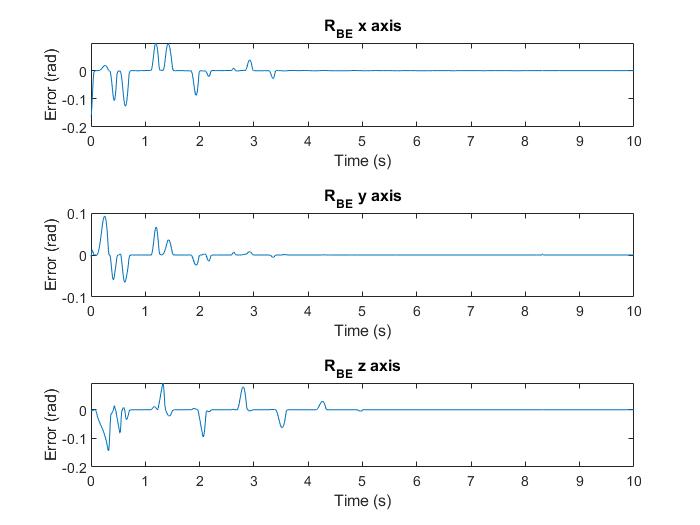 R_BE x axis
0
-0.1
-0.2
Error (rad)
0 1 2 3 4 5 6 7 8 9 10
Time (s)
R_BE y axis
0.1
0
-0.1
Error (rad)
0 1 2 3 4 5 6 7 8 9 10
Time (s)
R_BE z axis
0
-0.1
-0.2
Error (rad)
0 1 2 3 4 5 6 7 8 9 10
Time (s)